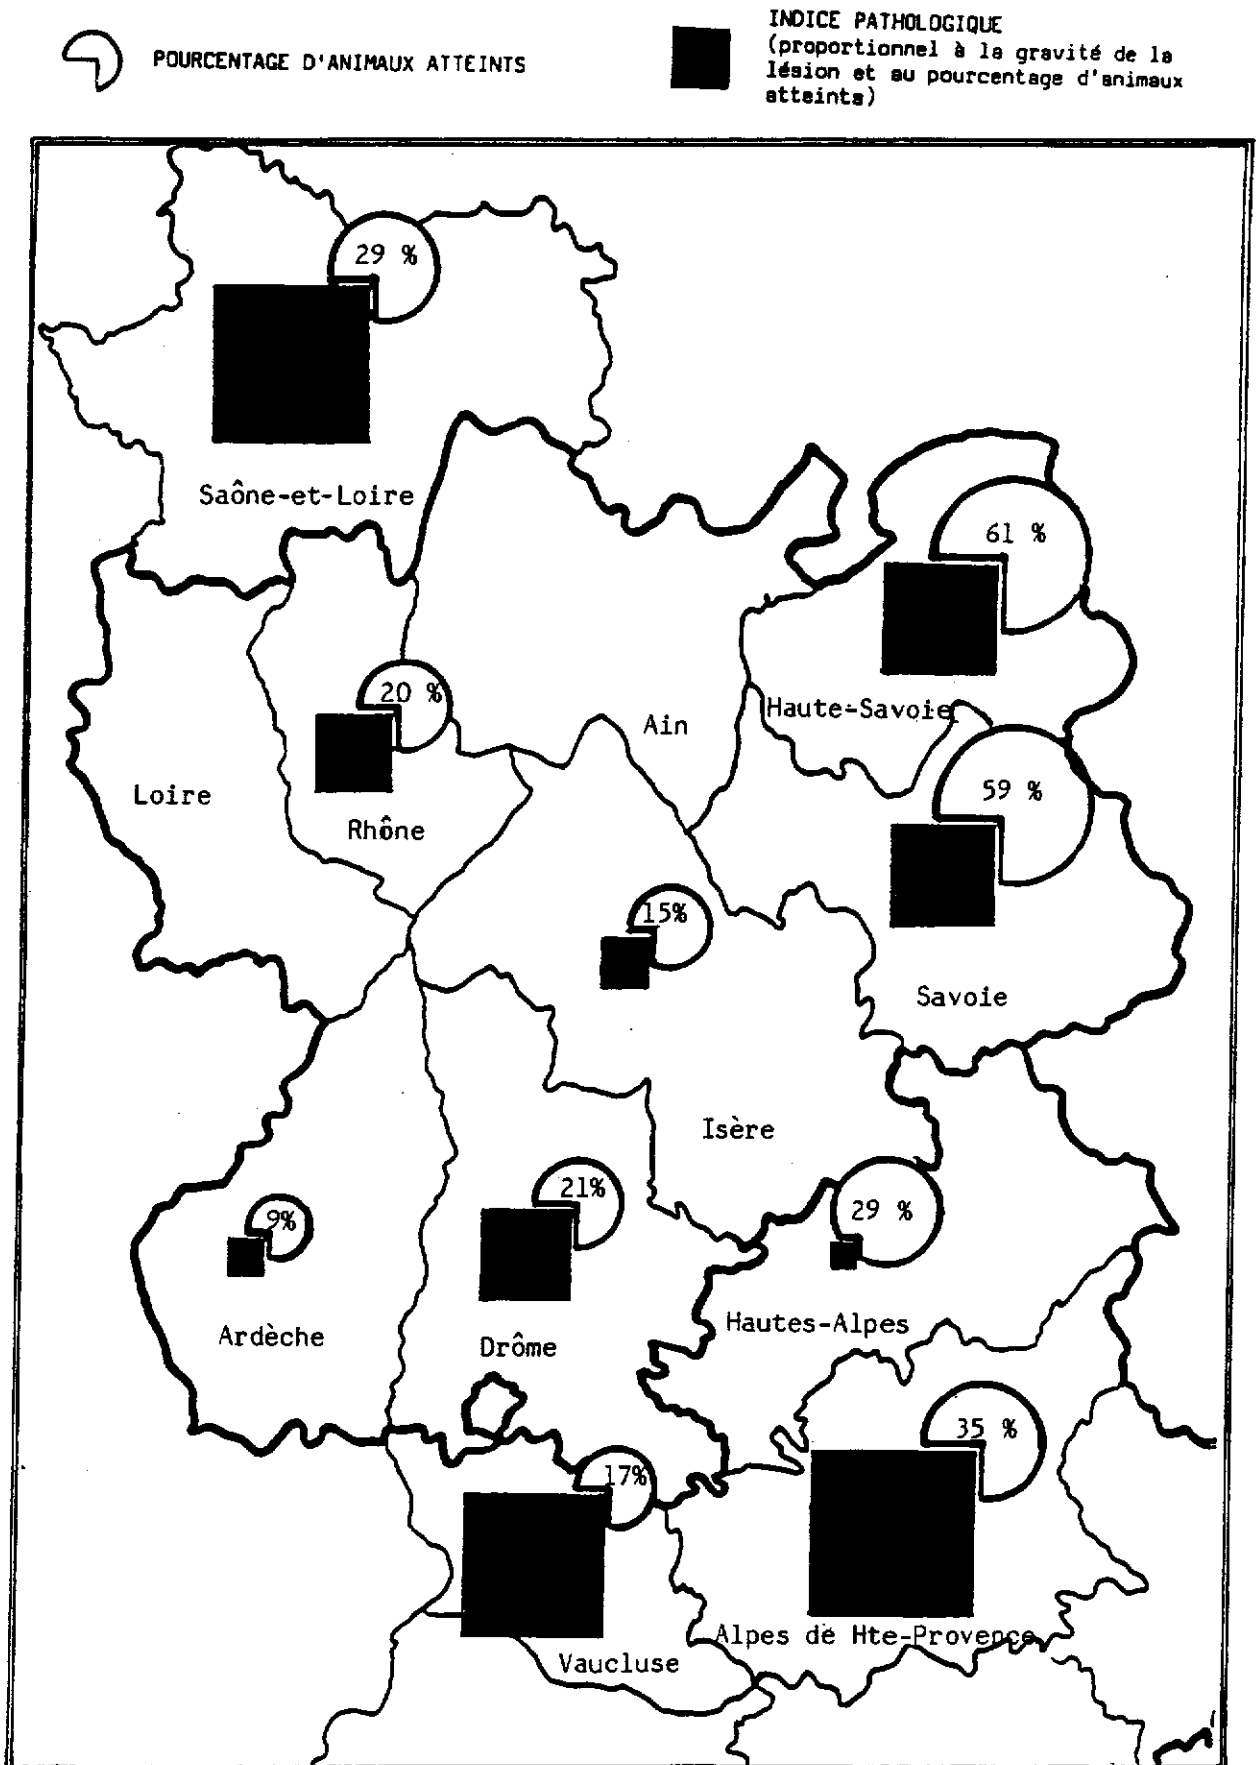 POURCENTAGE D'ANIMAUX ATTEINTS
INDICE PATHOLOGIQUE
(proportionnel à la gravité de la
lésion et au pourcentage d'animaux
atteints)
29 %
Saône-et-Loire
61 %
20 %
Haute-Savoie
Ain
59 %
Loire
Rhône
15%
Savoie
Isère
21%
9%
29 %
Hautes-Alpes
Ardèche
Drôme
35 %
17%
Alpes de Hte-Provence
Vaucluse